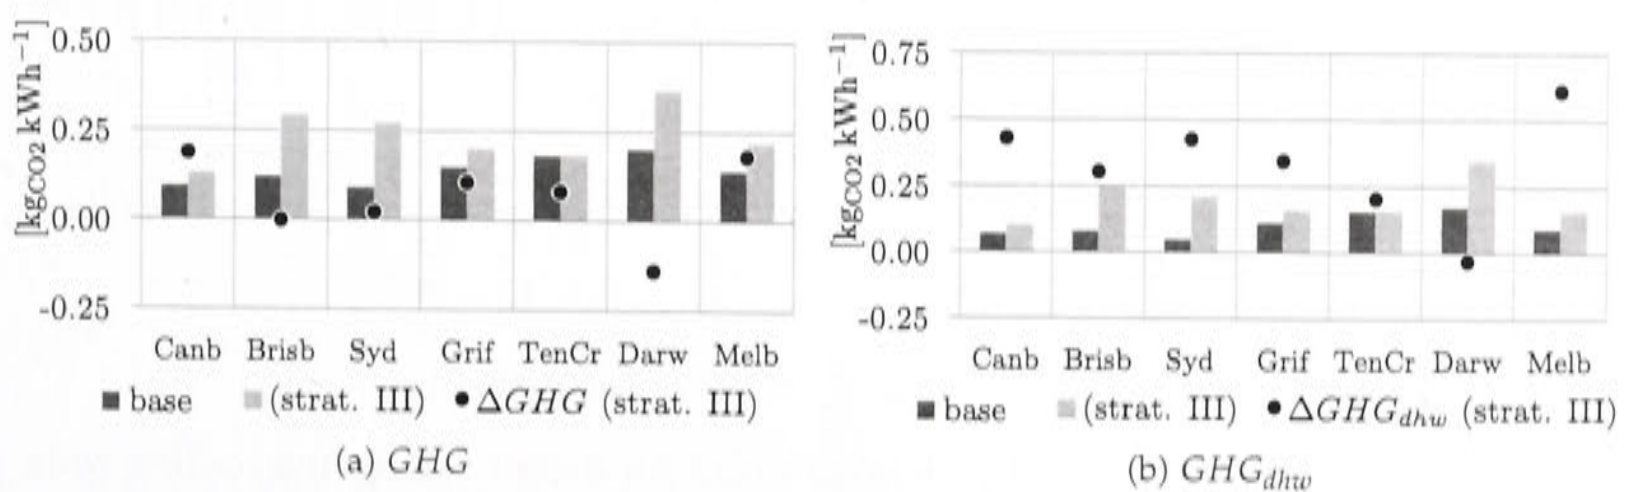 [kgCO2 kWh−1]
0.50
0.25
0.00
-0.25
Canb Brisb Syd Grif TenCr Darw Melb
base (strat. III) ΔGHG (strat. III)
(a) GHG
[kgCO2 kWh−1]
0.75
0.50
0.25
0.00
-0.25
Canb Brisb Syd Grif TenCr Darw Melb
base (strat. III) ΔGHGdhw (strat. III)
(b) GHGdhw